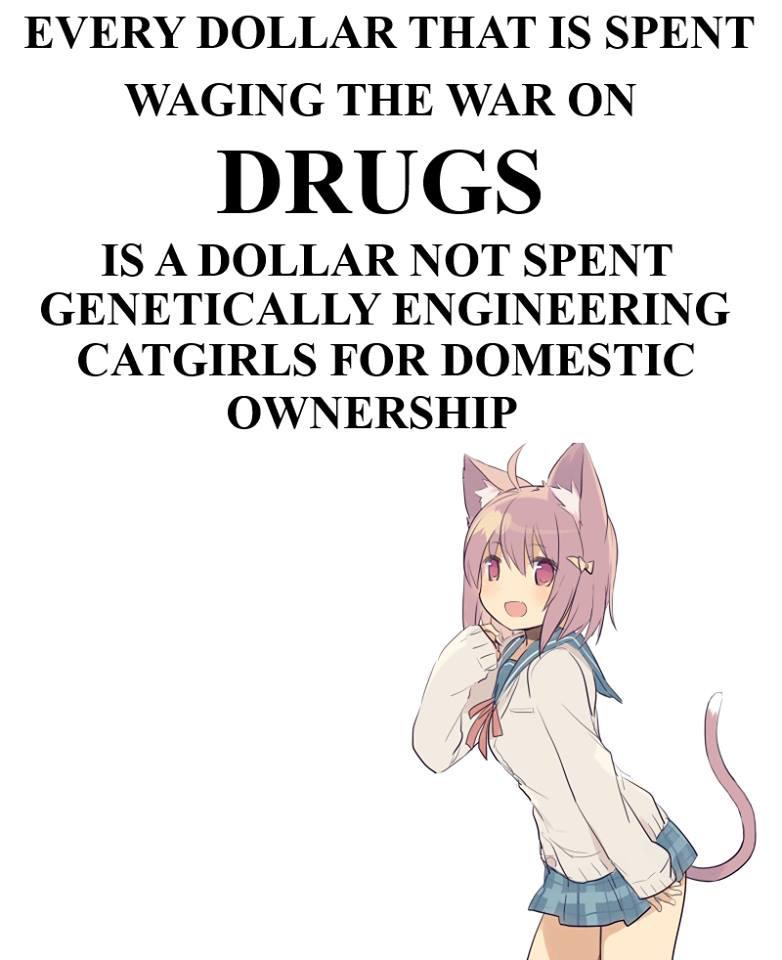 EVERY DOLLAR THAT IS SPENT
WAGING THE WAR ON
DRUGS
IS A DOLLAR NOT SPENT
GENETICALLY ENGINEERING
CATGIRLS FOR DOMESTIC
OWNERSHIP